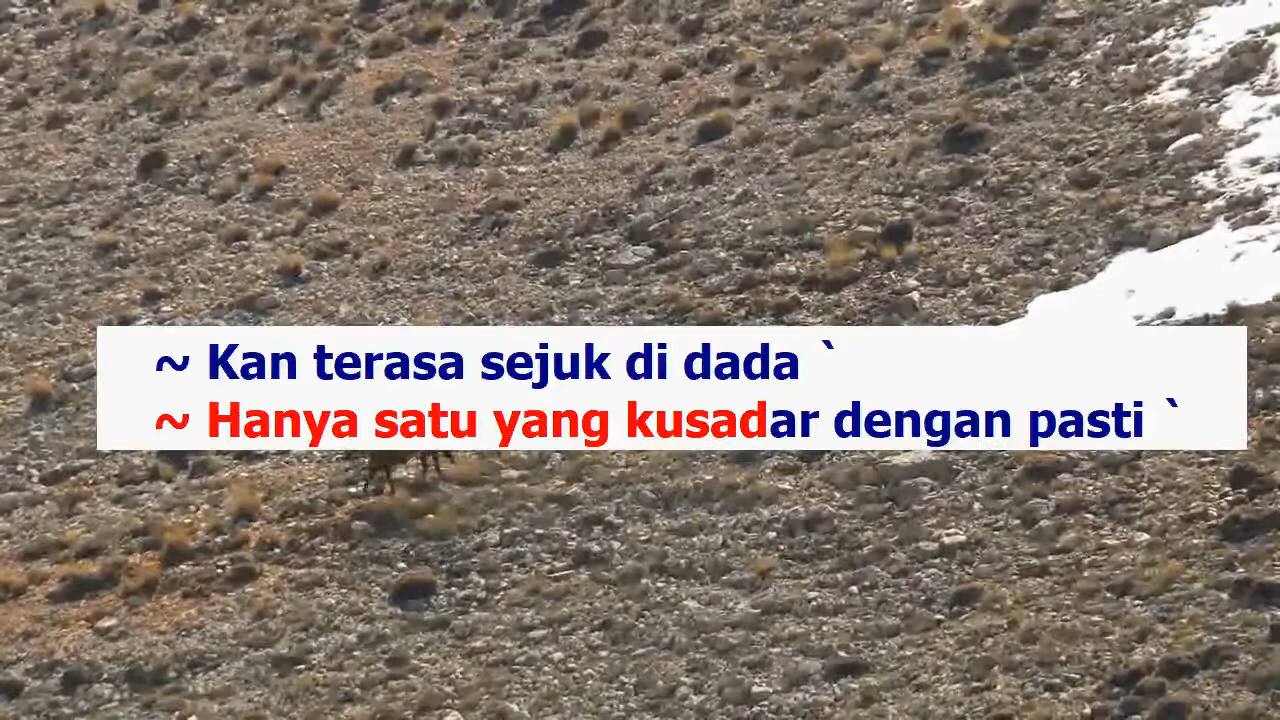 ~ Kan terasa sejuk di dada `
~ Hanya satu yang kusadar dengan pasti `